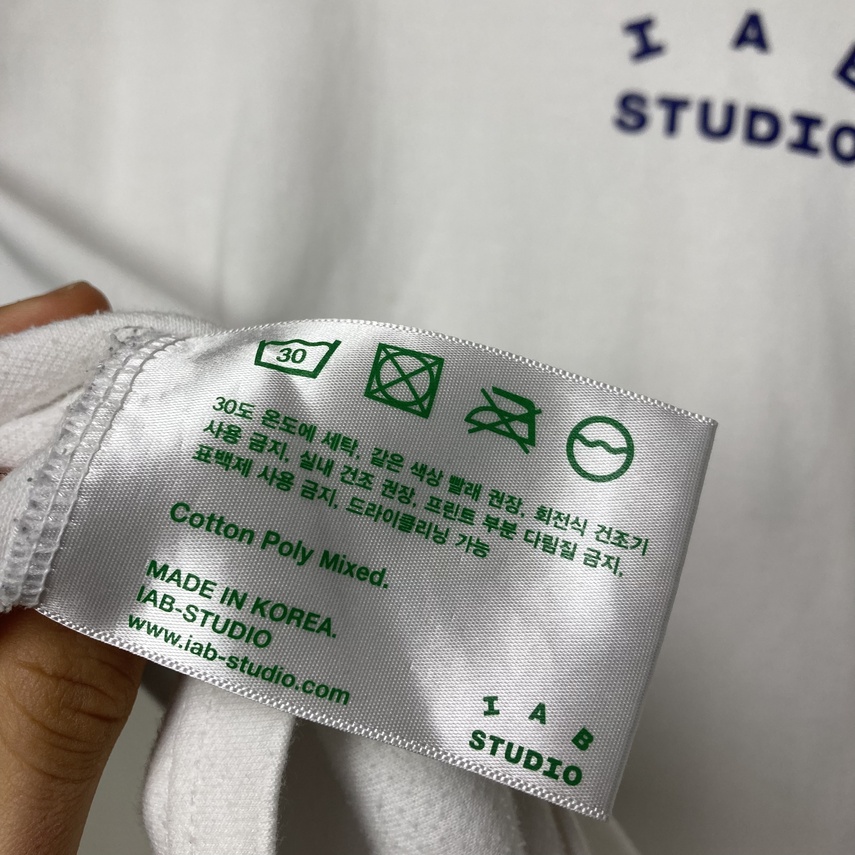 I A
STUDIO
30
30도 온도에 세탁, 같은 색상 빨래 권장, 회전식 건조기
사용 금지, 실내 건조 권장, 프린트 부분 다림질 금지,
표백제 사용 금지, 드라이클리닝 가능
Cotton Poly Mixed.
MADE IN KOREA.
IAB-STUDIO
www.iab-studio.com
I A B
STUDIO